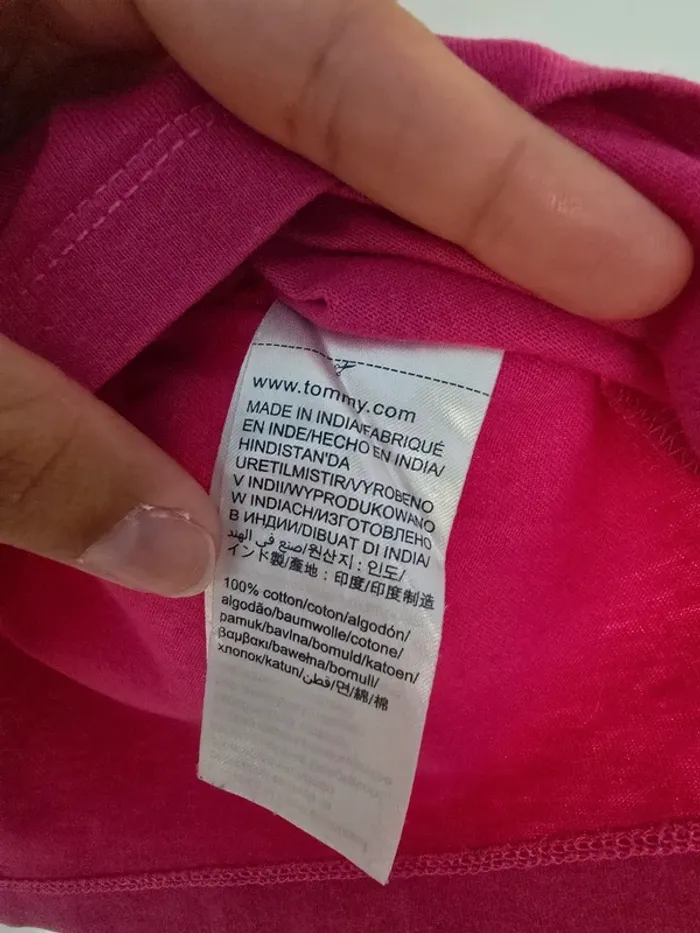 www.tommy.com
MADE IN INDIA/FABRIQUÉ
EN INDE/HECHO EN INDIA/
HINDISTAN'DA
URETILMISTIR/VYROBENO
V INDII/WYPRODUKOWANO
W INDIACH/ИЗГОТОВЛЕНО
В ИНДИИ/DIBUAT DI INDIA/
صنع في الهند/원산지 : 인도/
インド製/產地 : 印度/印度制造
100% cotton/coton/algodón/
algodão/baumwolle/cotone/
pamuk/bavlna/bomuld/katoen/
βαμβακι/bawełna/bomull/
хлопок/katun/قطن/면/綿/棉